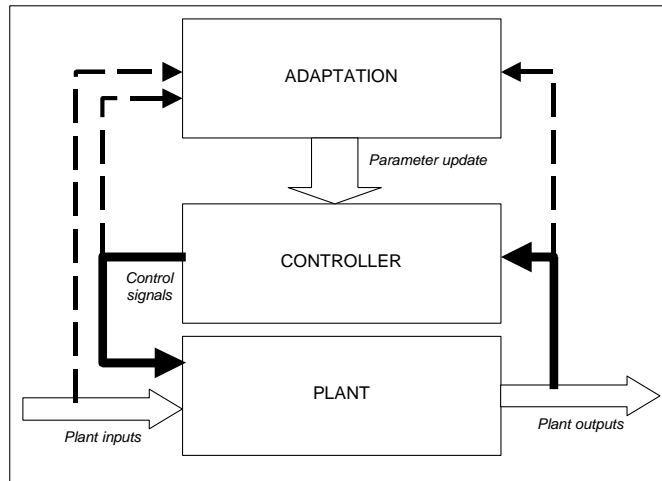 ADAPTATION
Parameter update
CONTROLLER
Control
signals
PLANT
Plant inputs
Plant outputs